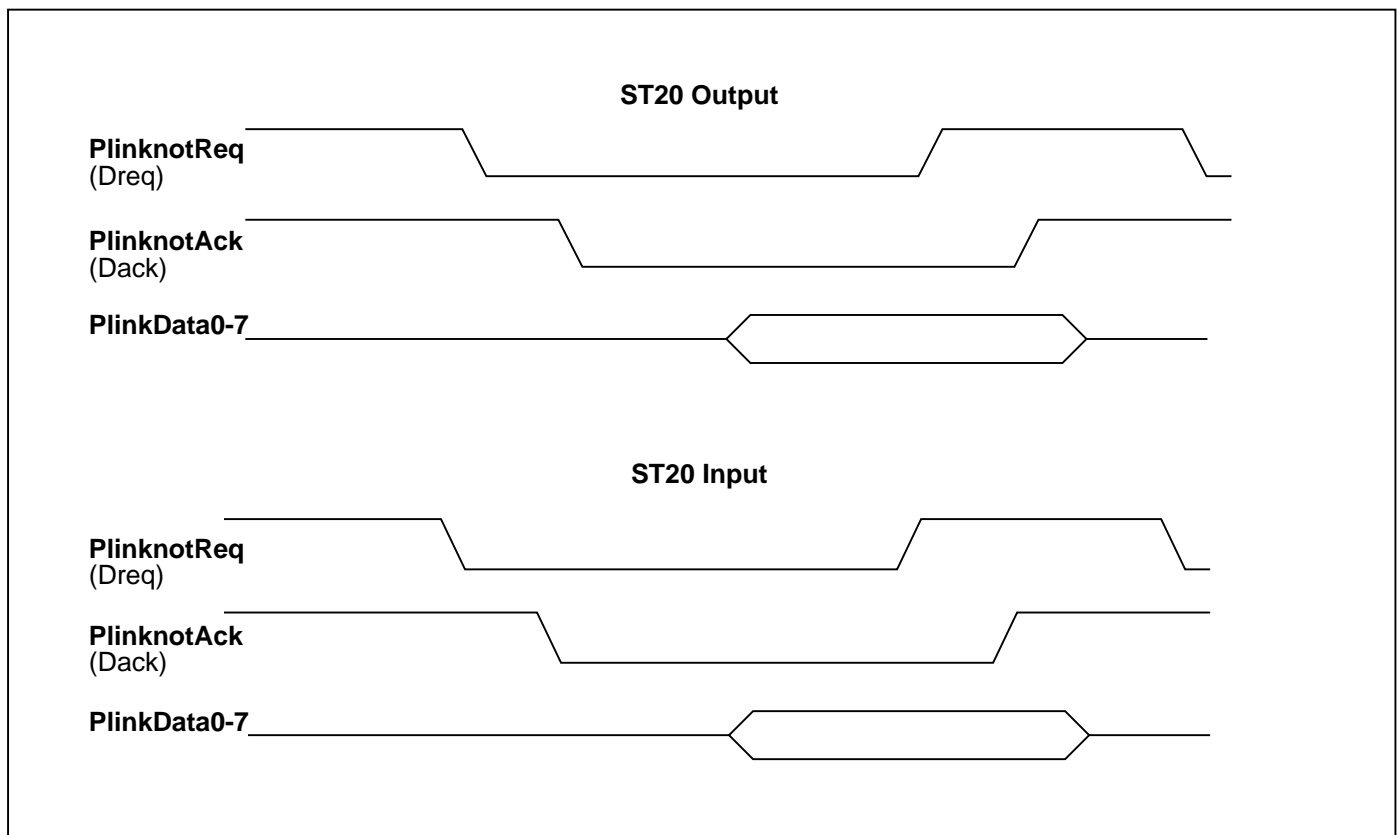 ST20 Output
PlinknotReq
(Dreq)
PlinknotAck
(Dack)
PlinkData0-7
ST20 Input
PlinknotReq
(Dreq)
PlinknotAck
(Dack)
PlinkData0-7